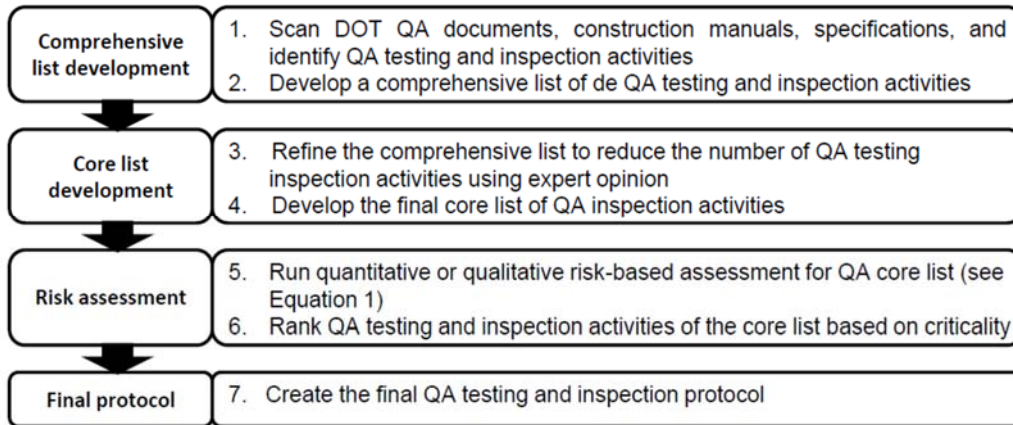 Comprehensive
list development
1. Scan DOT QA documents, construction manuals, specifications, and
identify QA testing and inspection activities
2. Develop a comprehensive list of de QA testing and inspection activities
Core list
development
3. Refine the comprehensive list to reduce the number of QA testing
inspection activities using expert opinion
4. Develop the final core list of QA inspection activities
Risk assessment
5. Run quantitative or qualitative risk-based assessment for QA core list (see
Equation 1)
6. Rank QA testing and inspection activities of the core list based on criticality
Final protocol
7. Create the final QA testing and inspection protocol